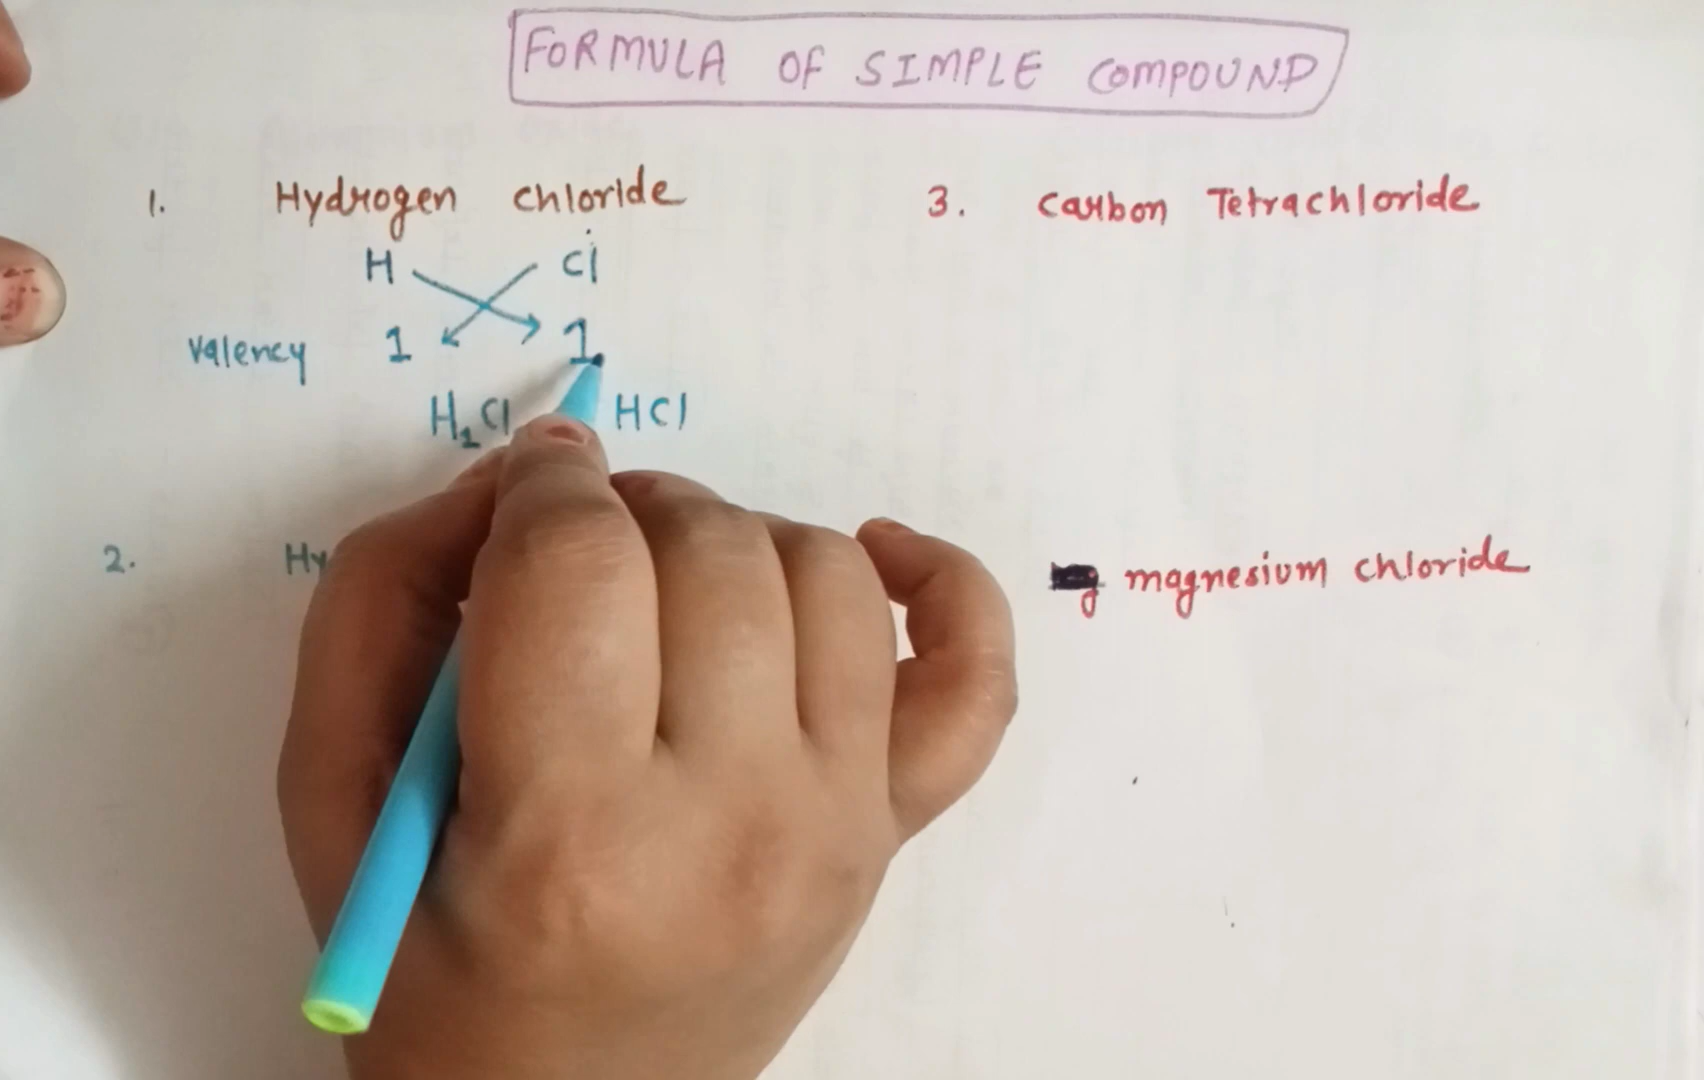 FORMULA OF SIMPLE COMPOUND
1. Hydrogen chloride
H Cl
Valency 1 1
H₁Cl HCl
2. Hy
3. Carbon Tetrachloride
magnesium chloride